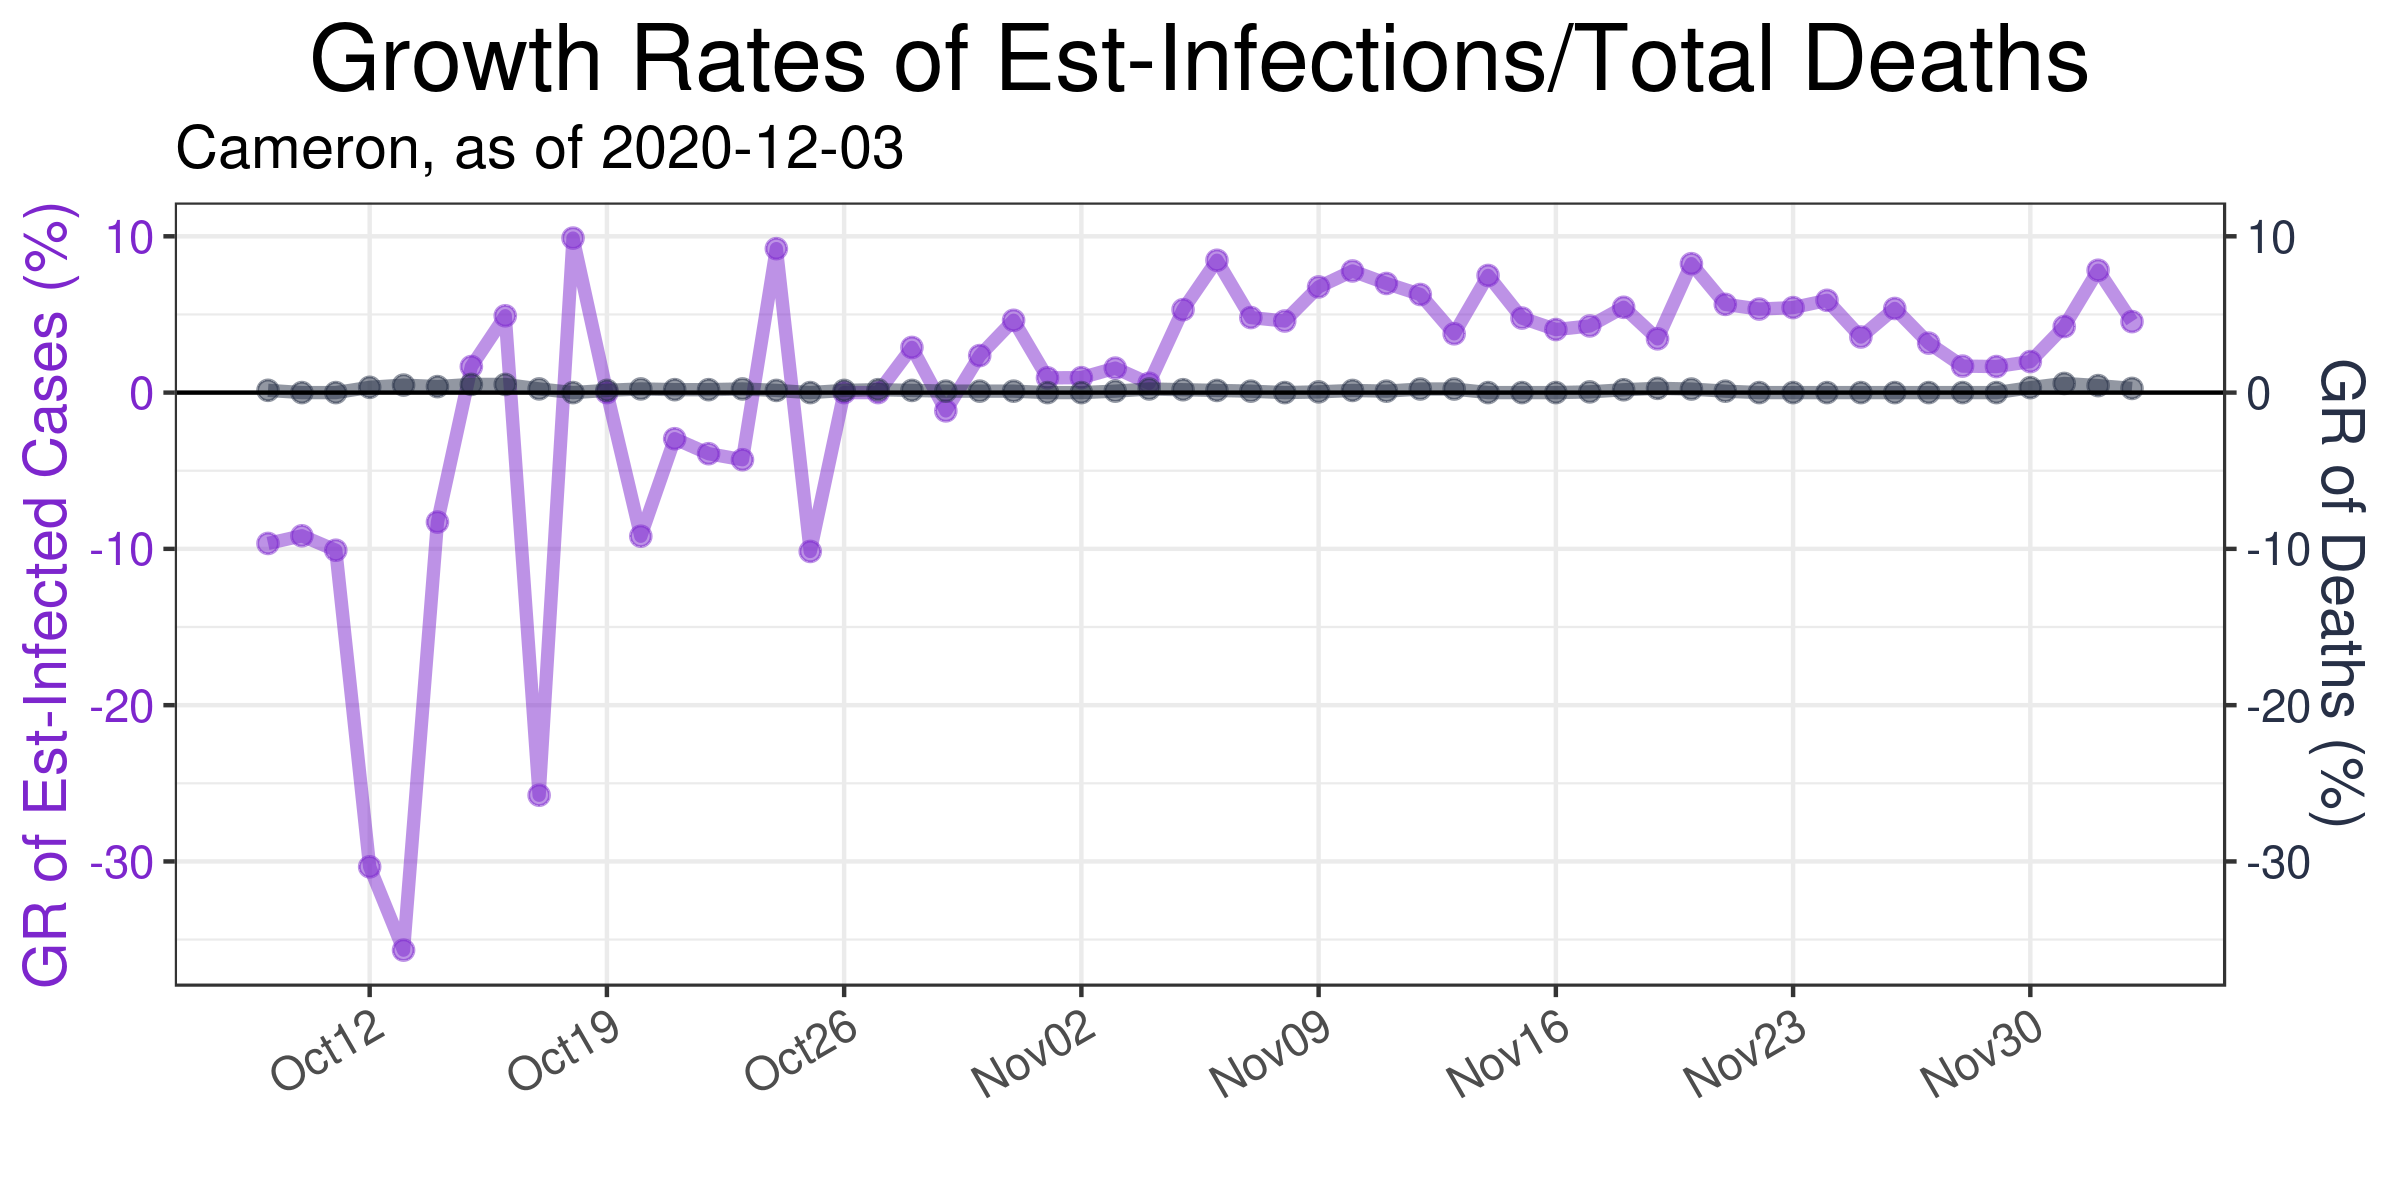 Growth Rates of Est-Infections/Total Deaths
Cameron, as of 2020-12-03
GR of Est-Infected Cases (%)
10
0
-10
-20
-30
10
0
-10
-20
-30
GR of Deaths (%)
Oct12
Oct19
Oct26
Nov02
Nov09
Nov16
Nov23
Nov30